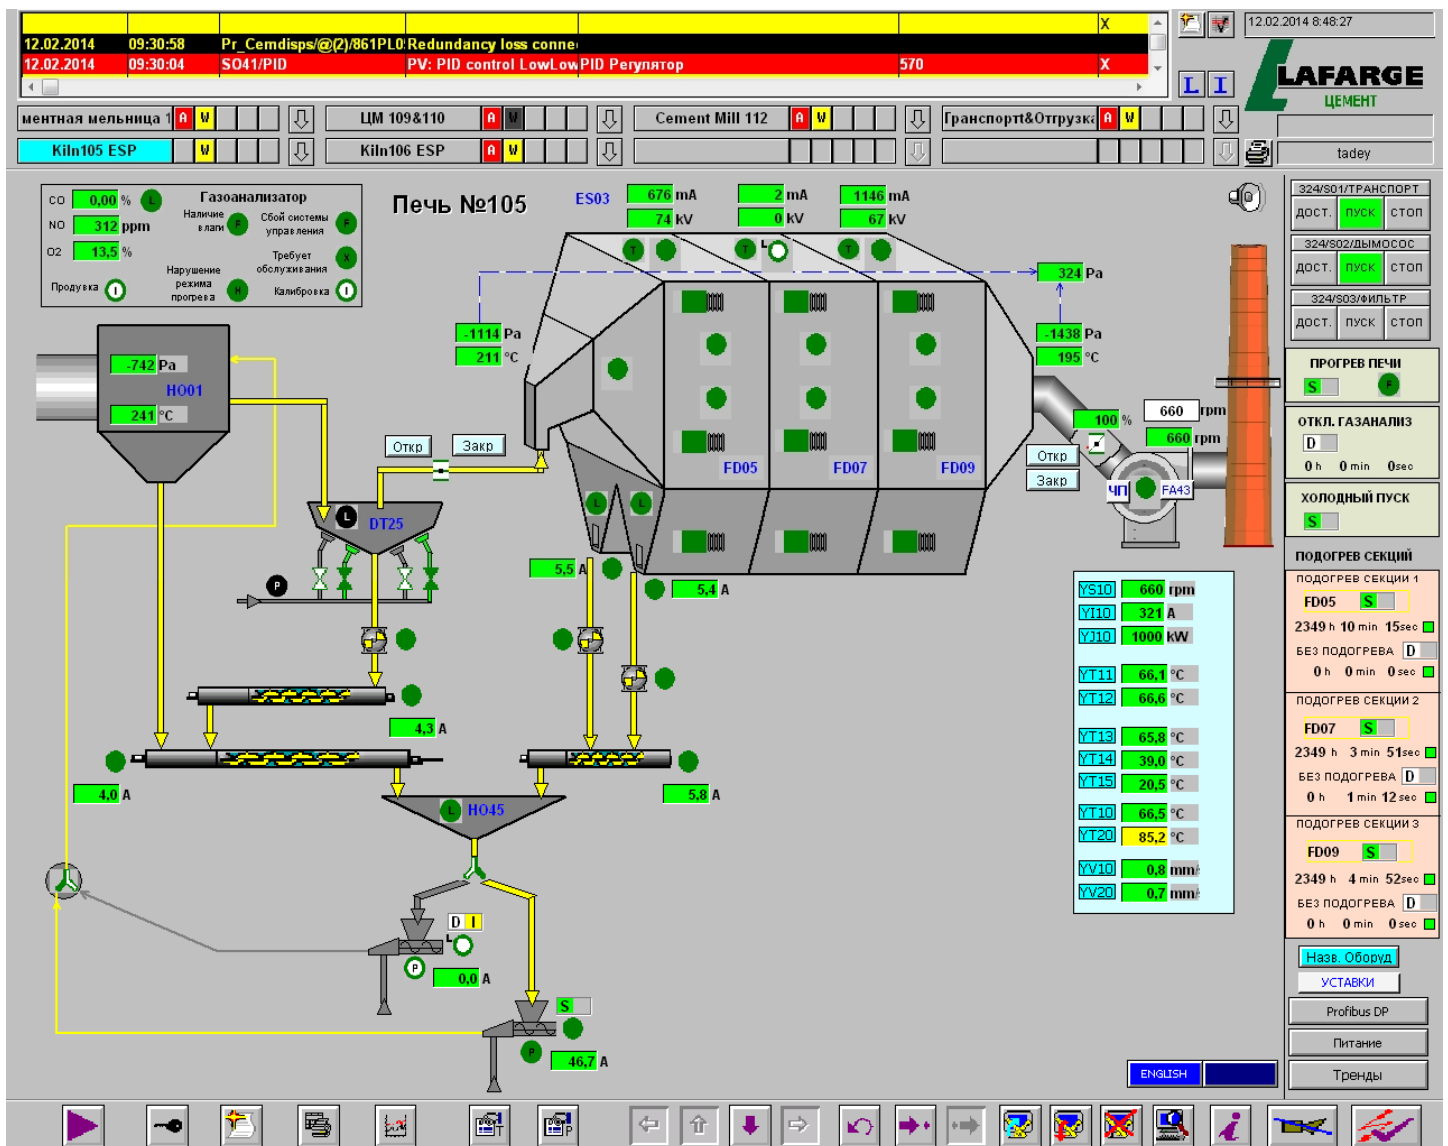 X
12.02.2014 09:30:58 Pr_Cemdisps/@(2)/861PL0 Redundancy loss conne
12.02.2014 09:30:04 SO41/PID PV: PID control LowLow PID Регулятор 570 X
12.02.2014 8:48:27
L I
LAFARGE
ЦЕМЕНТ
ментная мельница 1 A W
ЦМ 109&110 A W
Cement Mill 112 A W
Транспорт&Отгрузка A W
Kiln105 ESP W
Kiln106 ESP A W
tadey
Газоанализатор
CO 0,00 % L
NO 312 ppm
O2 13,5 %
Наличие влаги F
Сбой системы управления F
Требует обслуживания X
Продувка I
Нарушение режима прогрева H
Калибровка I
Печь №105
ES03
676 mA 2 mA 1146 mA
74 kV 0 kV 67 kV
T T L T
324 Pa
-1114 Pa
211 °C
-1438 Pa
195 °C
-742 Pa
HO01
241 °C
Откр Закр
FD05 FD07 FD09
100 % 660 rpm
660 rpm
Откр
Закр
ЧП FA43
L DT25
L L
P
5,5 A
5,4 A
4,3 A
4,0 A
5,8 A
L HO45
D I
L
P
0,0 A
S
P
46,7 A
YS10 660 rpm
YI10 321 A
YJ10 1000 kW
YT11 66,1 °C
YT12 66,6 °C
YT13 65,8 °C
YT14 39,0 °C
YT15 20,5 °C
YT10 66,5 °C
YT20 85,2 °C
YV10 0,8 mm/
YV20 0,7 mm/
324/S01/ТРАНСПОРТ
ДОСТ. ПУСК СТОП
324/S02/ДЫМОСОС
ДОСТ. ПУСК СТОП
324/S03/ФИЛЬТР
ДОСТ. ПУСК СТОП
ПРОГРЕВ ПЕЧИ
S F
ОТКЛ. ГАЗАНАЛИЗ
D
0 h 0 min 0sec
ХОЛОДНЫЙ ПУСК
S
ПОДОГРЕВ СЕКЦИЙ
ПОДОГРЕВ СЕКЦИИ 1
FD05 S
2349 h 10 min 15sec
БЕЗ ПОДОГРЕВА D
0 h 0 min 0 sec
ПОДОГРЕВ СЕКЦИИ 2
FD07 S
2349 h 3 min 51sec
БЕЗ ПОДОГРЕВА D
0 h 1 min 12 sec
ПОДОГРЕВ СЕКЦИИ 3
FD09 S
2349 h 4 min 52sec
БЕЗ ПОДОГРЕВА D
0 h 0 min 0 sec
Назв. Оборуд
УСТАВКИ
Profibus DP
Питание
Тренды
ENGLISH
T P
i